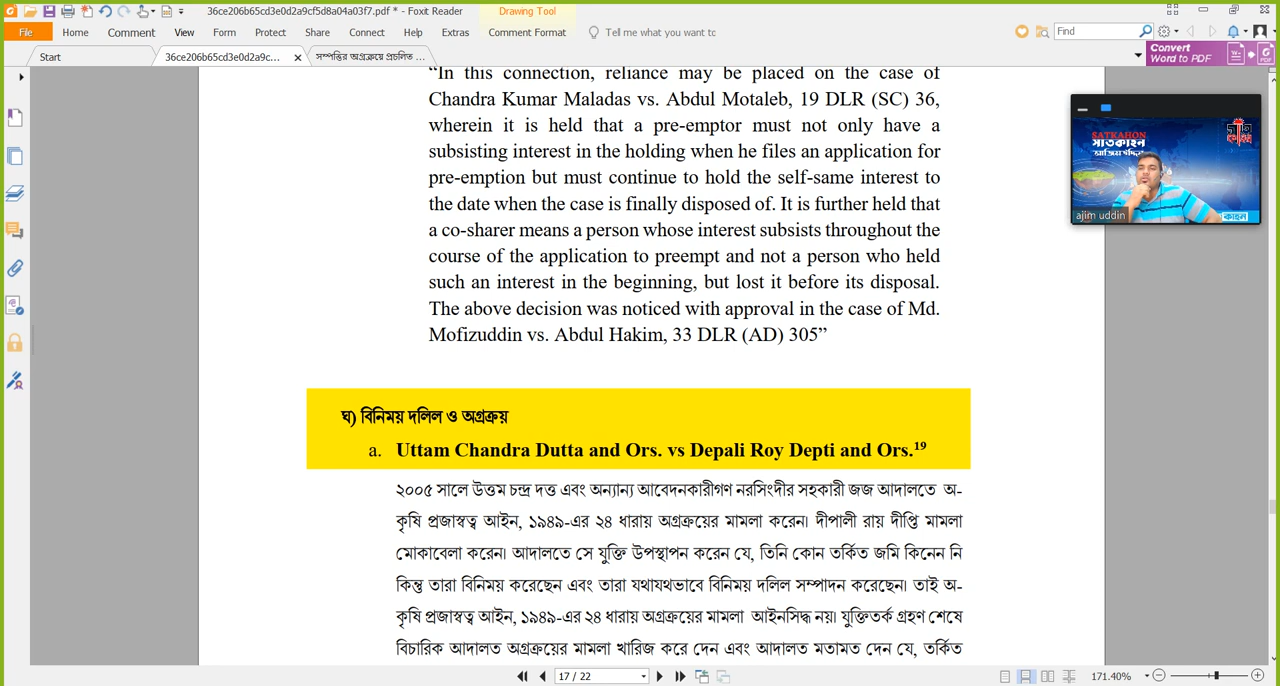 36ce206b65cd3e0d2a9cf5d8a04a03f7.pdf * - Foxit Reader
Drawing Tool
File Home Comment View Form Protect Share Connect Help Extras Comment Format Tell me what you want to Find
Start 36ce206b65cd3e0d2a9c... সম্পত্তির অগ্রক্রয়ে প্রচলিত ...
Convert
Word to PDF
“In this connection, reliance may be placed on the case of
Chandra Kumar Maladas vs. Abdul Motaleb, 19 DLR (SC) 36,
wherein it is held that a pre-emptor must not only have a
subsisting interest in the holding when he files an application for
pre-emption but must continue to hold the self-same interest to
the date when the case is finally disposed of. It is further held that
a co-sharer means a person whose interest subsists throughout the
course of the application to preempt and not a person who held
such an interest in the beginning, but lost it before its disposal.
The above decision was noticed with approval in the case of Md.
Mofizuddin vs. Abdul Hakim, 33 DLR (AD) 305”
SATKAHON
সাতকাহন
ajim uddin
কাহন
ঘ) বিনিময় দলিল ও অগ্রক্রয়
a. Uttam Chandra Dutta and Ors. vs Depali Roy Depti and Ors.¹⁹
২০০৫ সালে উত্তম চন্দ্র দত্ত এবং অন্যান্য আবেদনকারীগণ নরসিংদীর সহকারী জজ আদালতে অ-
কৃষি প্রজাস্বত্ব আইন, ১৯৪৯-এর ২৪ ধারায় অগ্রক্রয়ের মামলা করেন। দীপালী রায় দীপ্তি মামলা
মোকাবেলা করেন। আদালতে সে যুক্তি উপস্থাপন করেন যে, তিনি কোন তর্কিত জমি কিনেন নি
কিন্তু তারা বিনিময় করেছেন এবং তারা যথাযথভাবে বিনিময় দলিল সম্পাদন করেছেন। তাই অ-
কৃষি প্রজাস্বত্ব আইন, ১৯৪৯-এর ২৪ ধারায় অগ্রক্রয়ের মামলা আইনসিদ্ধ নয়। যুক্তিতর্ক গ্রহণ শেষে
বিচারিক আদালত অগ্রক্রয়ের মামলা খারিজ করে দেন এবং আদালত মতামত দেন যে, তর্কিত
17 / 22
171.40%